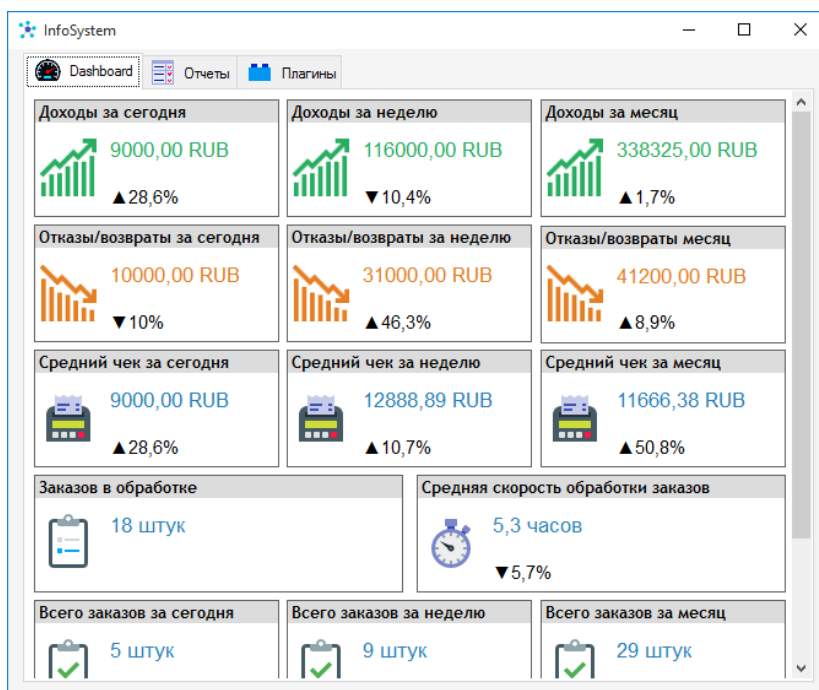 InfoSystem
Dashboard Отчеты Плагины
Доходы за сегодня Доходы за неделю Доходы за месяц
9000,00 RUB 116000,00 RUB 338325,00 RUB
▲28,6% ▼10,4% ▲1,7%
Отказы/возвраты за сегодня Отказы/возвраты за неделю Отказы/возвраты месяц
10000,00 RUB 31000,00 RUB 41200,00 RUB
▼10% ▲46,3% ▲8,9%
Средний чек за сегодня Средний чек за неделю Средний чек за месяц
9000,00 RUB 12888,89 RUB 11666,38 RUB
▲28,6% ▲10,7% ▲50,8%
Заказов в обработке Средняя скорость обработки заказов
18 штук 5,3 часов
▼5,7%
Всего заказов за сегодня Всего заказов за неделю Всего заказов за месяц
5 штук 9 штук 29 штук